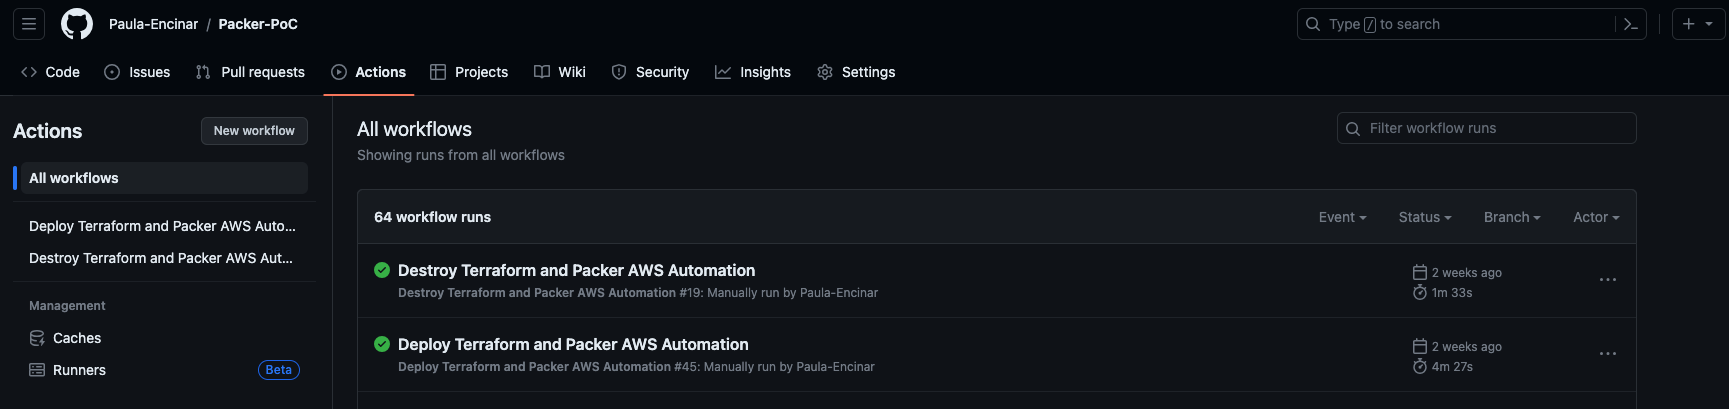 Paula-Encinar / Packer-PoC
Type / to search
Code Issues Pull requests Actions Projects Wiki Security Insights Settings
Actions
New workflow
All workflows
Deploy Terraform and Packer AWS Auto...
Destroy Terraform and Packer AWS Aut...
Management
Caches
Runners Beta
All workflows
Showing runs from all workflows
Filter workflow runs
64 workflow runs
Event Status Branch Actor
Destroy Terraform and Packer AWS Automation
Destroy Terraform and Packer AWS Automation #19: Manually run by Paula-Encinar
2 weeks ago
1m 33s
Deploy Terraform and Packer AWS Automation
Deploy Terraform and Packer AWS Automation #45: Manually run by Paula-Encinar
2 weeks ago
4m 27s